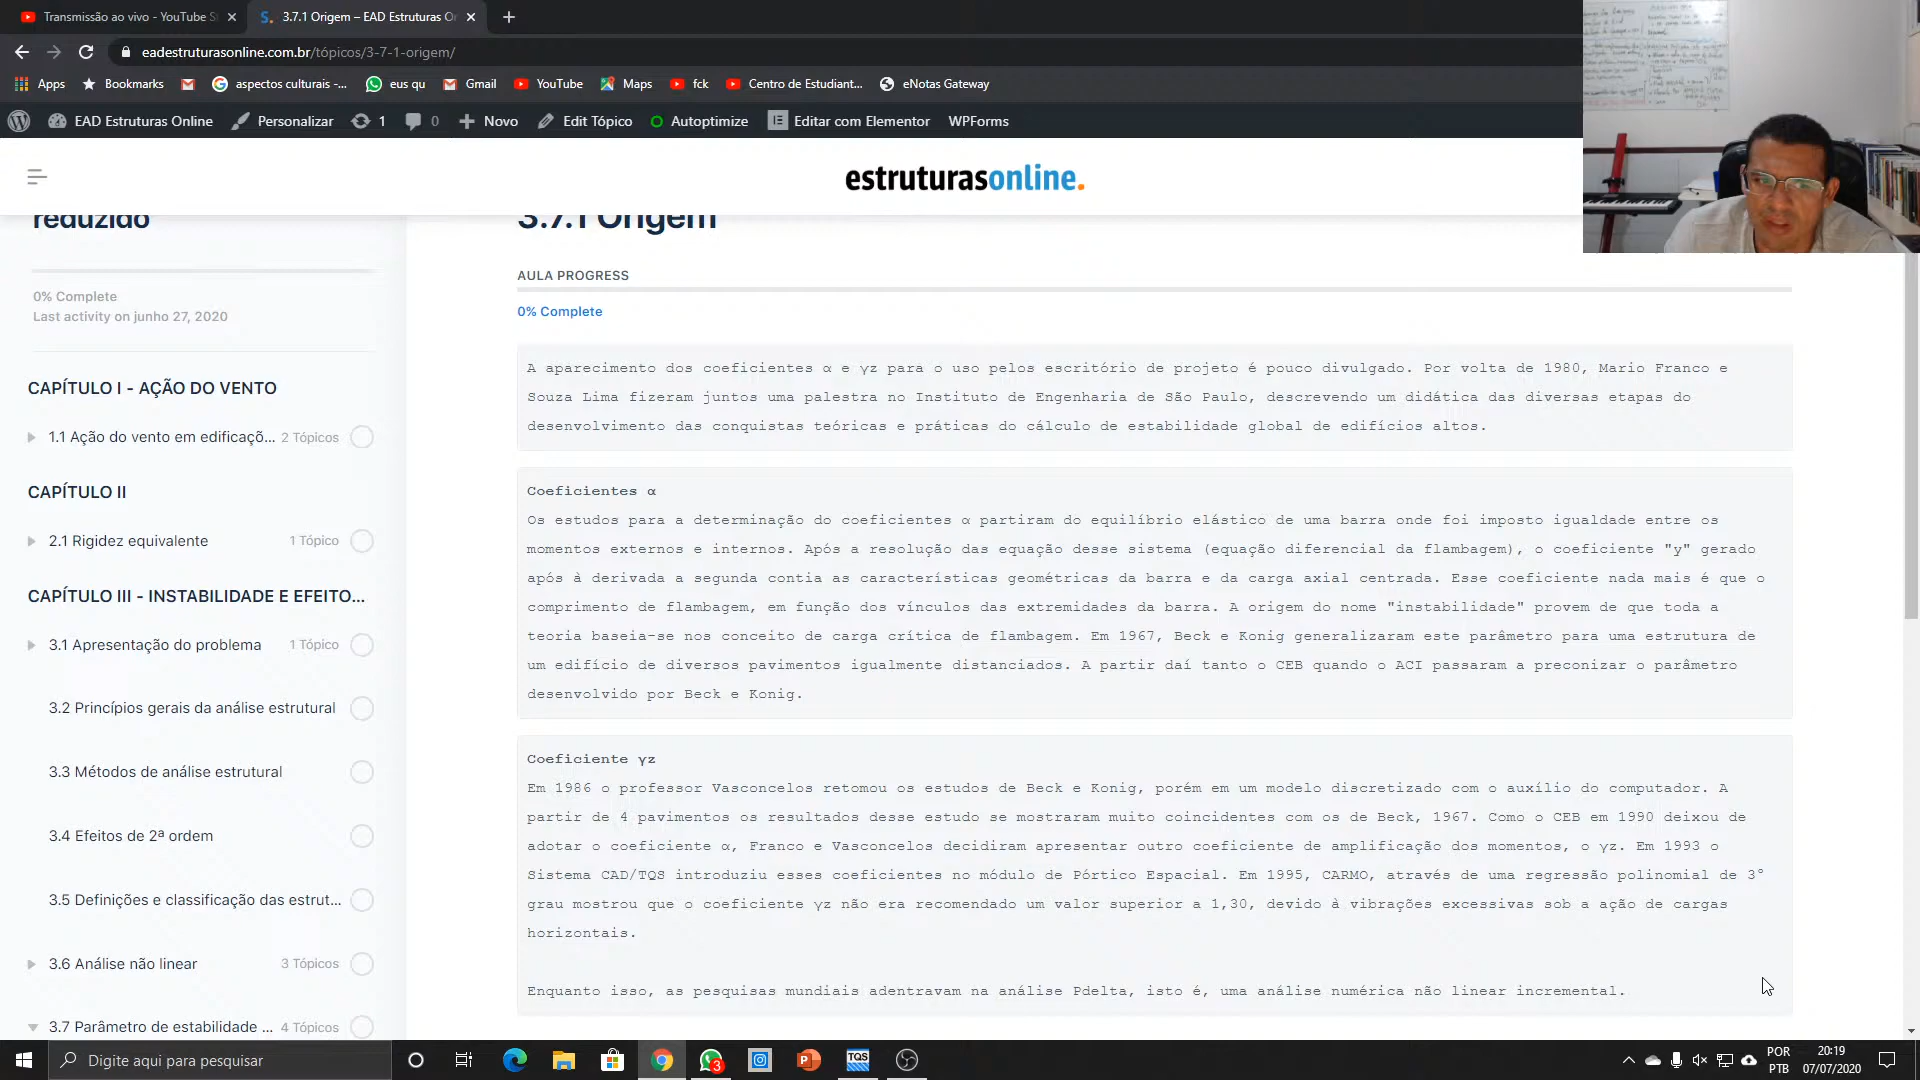 Transmissão ao vivo - YouTube S
3.7.1 Origem – EAD Estruturas O
eadestruturasonline.com.br/tópicos/3-7-1-origem/
Apps Bookmarks aspectos culturais -... eus qu Gmail YouTube Maps fck Centro de Estudiant... eNotas Gateway
EAD Estruturas Online Personalizar 1 0 Novo Edit Tópico Autoptimize Editar com Elementor WPForms
estruturasonline.
reduzido
0% Complete
Last activity on junho 27, 2020
CAPÍTULO I - AÇÃO DO VENTO
1.1 Ação do vento em edificaçõ... 2 Tópicos
CAPÍTULO II
2.1 Rigidez equivalente 1 Tópico
CAPÍTULO III - INSTABILIDADE E EFEITO...
3.1 Apresentação do problema 1 Tópico
3.2 Princípios gerais da análise estrutural
3.3 Métodos de análise estrutural
3.4 Efeitos de 2ª ordem
3.5 Definições e classificação das estrut...
3.6 Análise não linear 3 Tópicos
3.7 Parâmetro de estabilidade ... 4 Tópicos
3.7.1 Origem
AULA PROGRESS
0% Complete
A aparecimento dos coeficientes α e γz para o uso pelos escritório de projeto é pouco divulgado. Por volta de 1980, Mario Franco e
Souza Lima fizeram juntos uma palestra no Instituto de Engenharia de São Paulo, descrevendo um didática das diversas etapas do
desenvolvimento das conquistas teóricas e práticas do cálculo de estabilidade global de edifícios altos.
Coeficientes α
Os estudos para a determinação do coeficientes α partiram do equilíbrio elástico de uma barra onde foi imposto igualdade entre os
momentos externos e internos. Após a resolução das equação desse sistema (equação diferencial da flambagem), o coeficiente "y" gerado
após à derivada a segunda contia as características geométricas da barra e da carga axial centrada. Esse coeficiente nada mais é que o
comprimento de flambagem, em função dos vínculos das extremidades da barra. A origem do nome "instabilidade" provem de que toda a
teoria baseia-se nos conceito de carga crítica de flambagem. Em 1967, Beck e Konig generalizaram este parâmetro para uma estrutura de
um edifício de diversos pavimentos igualmente distanciados. A partir daí tanto o CEB quando o ACI passaram a preconizar o parâmetro
desenvolvido por Beck e Konig.
Coeficiente γz
Em 1986 o professor Vasconcelos retomou os estudos de Beck e Konig, porém em um modelo discretizado com o auxílio do computador. A
partir de 4 pavimentos os resultados desse estudo se mostraram muito coincidentes com os de Beck, 1967. Como o CEB em 1990 deixou de
adotar o coeficiente α, Franco e Vasconcelos decidiram apresentar outro coeficiente de amplificação dos momentos, o γz. Em 1993 o
Sistema CAD/TQS introduziu esses coeficientes no módulo de Pórtico Espacial. Em 1995, CARMO, através de uma regressão polinomial de 3°
grau mostrou que o coeficiente γz não era recomendado um valor superior a 1,30, devido à vibrações excessivas sob a ação de cargas
horizontais.
Enquanto isso, as pesquisas mundiais adentravam na análise Pdelta, isto é, uma análise numérica não linear incremental.
Digite aqui para pesquisar
3
TQS
POR
PTB
20:19
07/07/2020